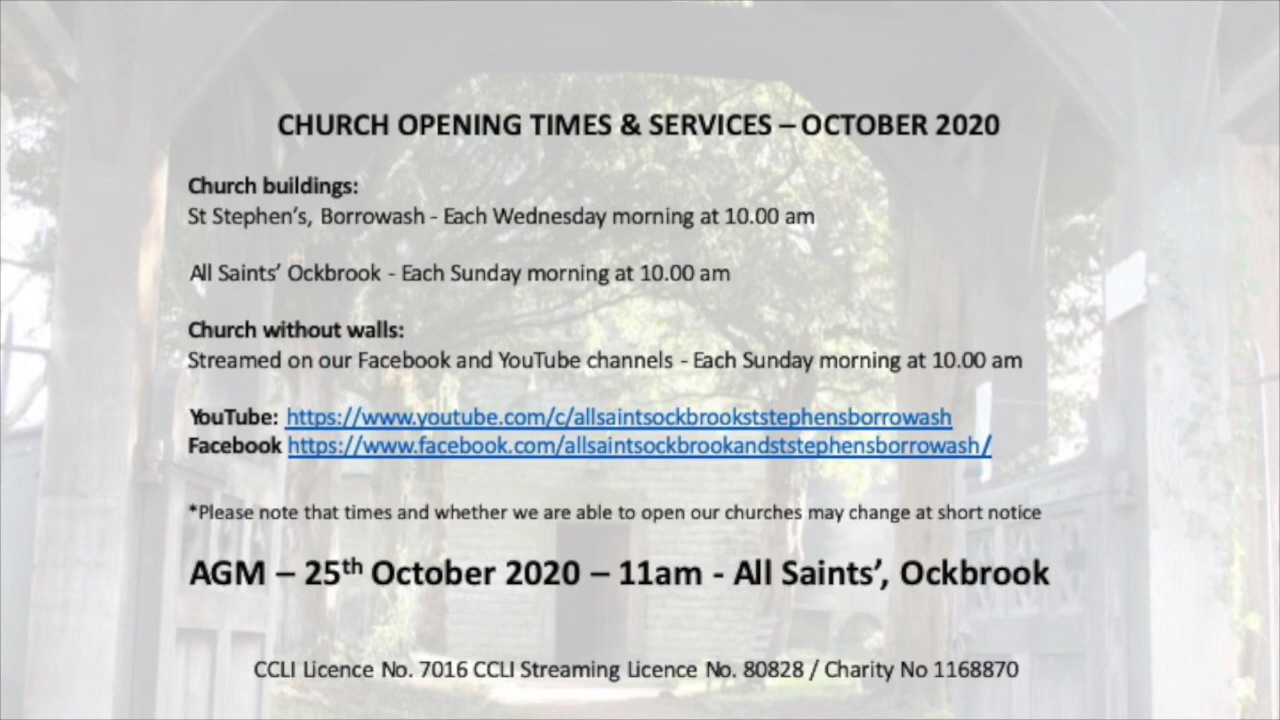 CHURCH OPENING TIMES & SERVICES – OCTOBER 2020
Church buildings:
St Stephen's, Borrowash - Each Wednesday morning at 10.00 am
All Saints' Ockbrook - Each Sunday morning at 10.00 am
Church without walls:
Streamed on our Facebook and YouTube channels - Each Sunday morning at 10.00 am
YouTube: https://www.youtube.com/c/allsaintsockbrookststephensborrowash
Facebook https://www.facebook.com/allsaintsockbrookandststephensborrowash/
*Please note that times and whether we are able to open our churches may change at short notice
AGM – 25th October 2020 – 11am - All Saints', Ockbrook
CCLI Licence No. 7016 CCLI Streaming Licence No. 80828 / Charity No 1168870